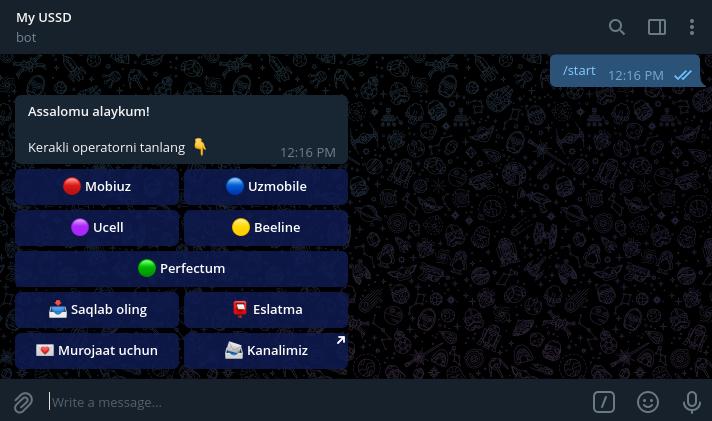 My USSD
bot
/start 12:16 PM
Assalomu alaykum!
Kerakli operatorni tanlang 👇 12:16 PM
🔴 Mobiuz
🔵 Uzmobile
🟣 Ucell
🟡 Beeline
🟢 Perfectum
📥 Saqlab oling
📮 Eslatma
💌 Murojaat uchun
📨 Kanalimiz
Write a message...